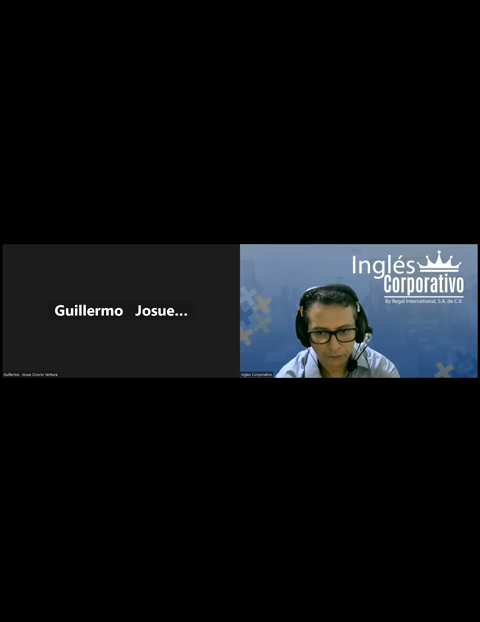 Guillermo Josue...
Guillermo Josue Osorio Ventura
Inglés
Corporativo
By Regal International, S.A. de C.V.
Ingles Corporativo